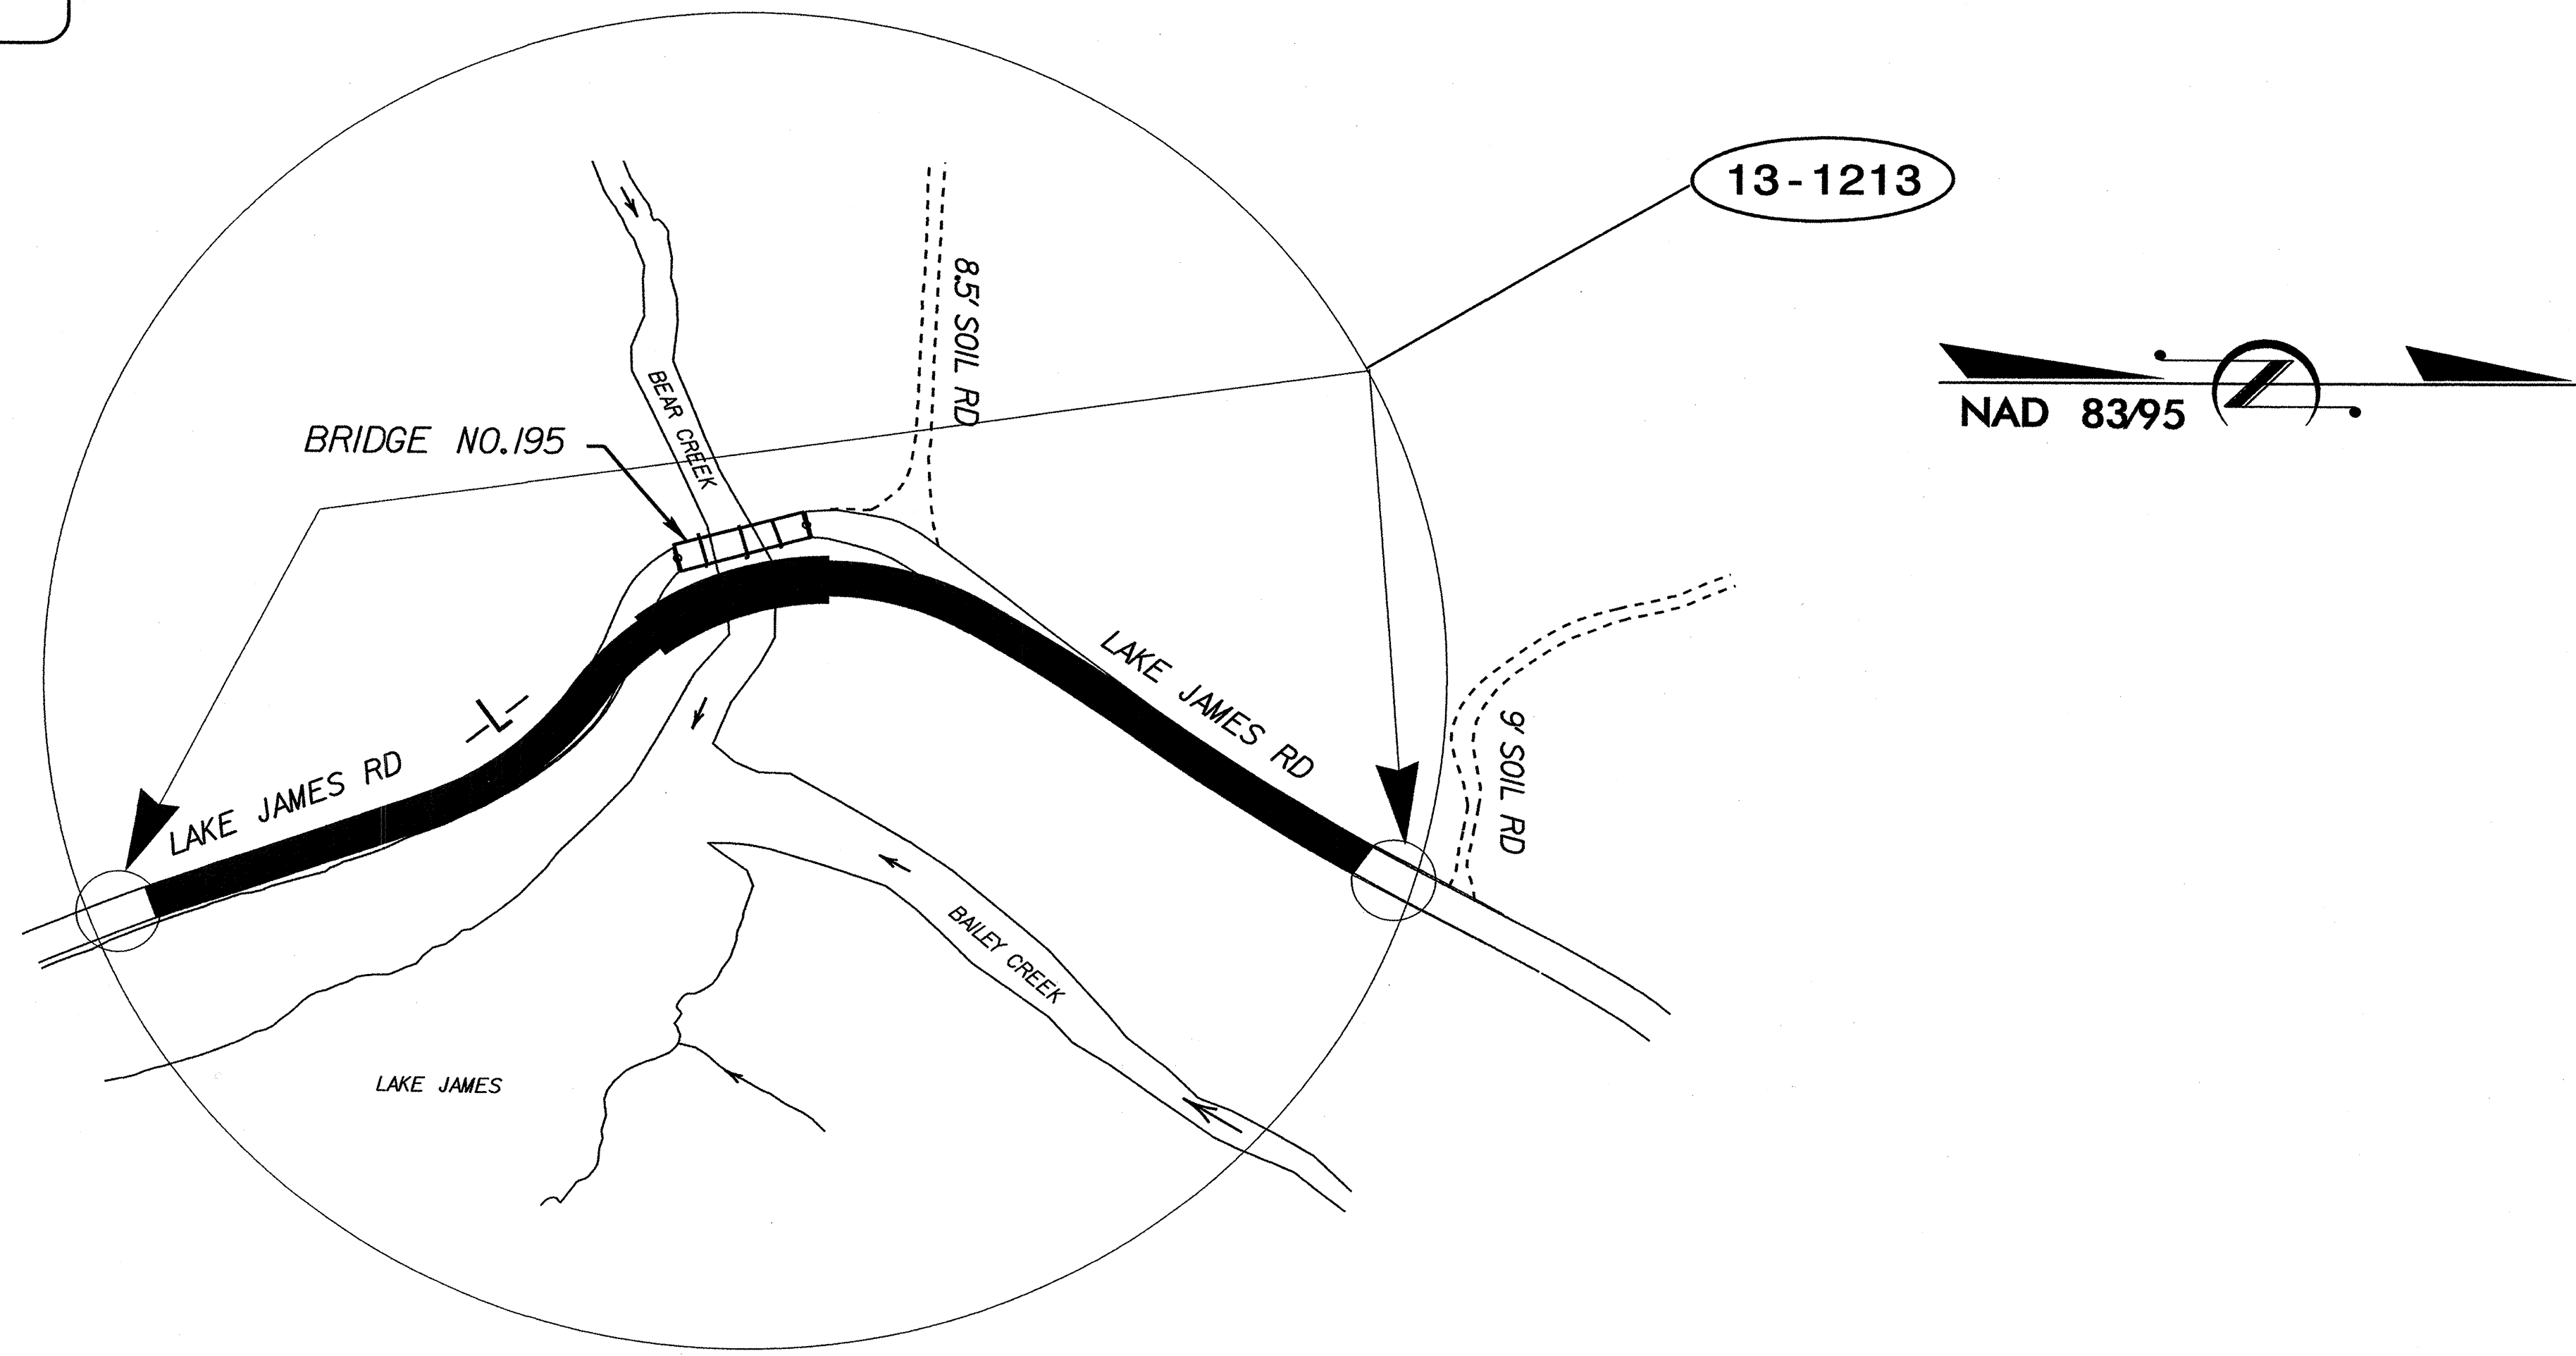 13-1213
8.5' SOIL RD
BEAR CREEK
NAD 83/95
BRIDGE NO.195
LAKE JAMES RD
L
LAKE JAMES RD
9' SOIL RD
BAILEY CREEK
LAKE JAMES